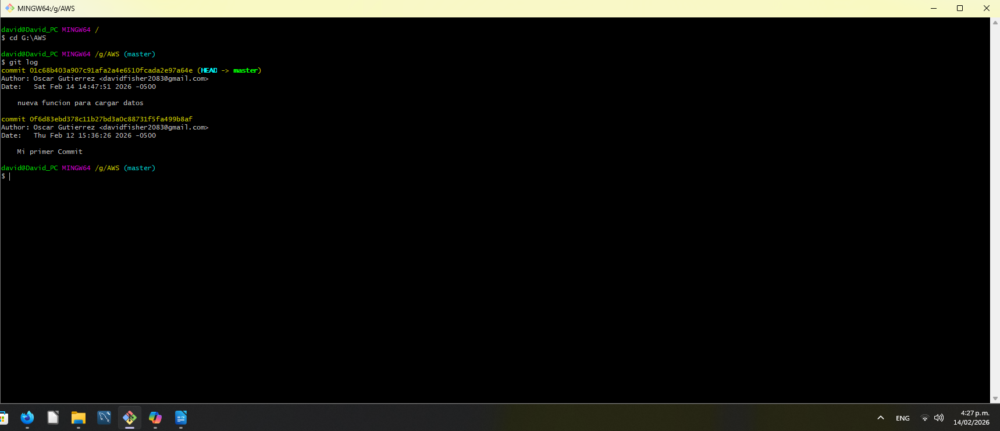 MINGW64:/g/AWS
david@David_PC MINGW64 /
$ cd G:\AWS
david@David_PC MINGW64 /g/AWS (master)
$ git log
commit 01c68b403a907c91afa2a4e6510fcada2e97a64e (HEAD -> master)
Author: Oscar Gutierrez <davidfisher2083@gmail.com>
Date:   Sat Feb 14 14:47:51 2026 -0500
nueva funcion para cargar datos
commit 0f6d83ebd378c11b27bd3a0c88731f5fa499b8af
Author: Oscar Gutierrez <davidfisher2083@gmail.com>
Date:   Thu Feb 12 15:36:26 2026 -0500
Mi primer Commit
david@David_PC MINGW64 /g/AWS (master)
$
ENG
4:27 p. m.
14/02/2026